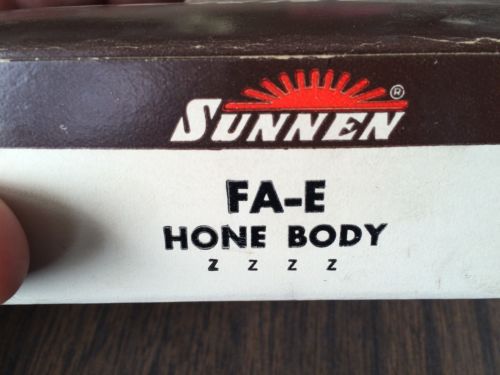 SUNNEN®
FA-E
HONE BODY
Z Z Z Z